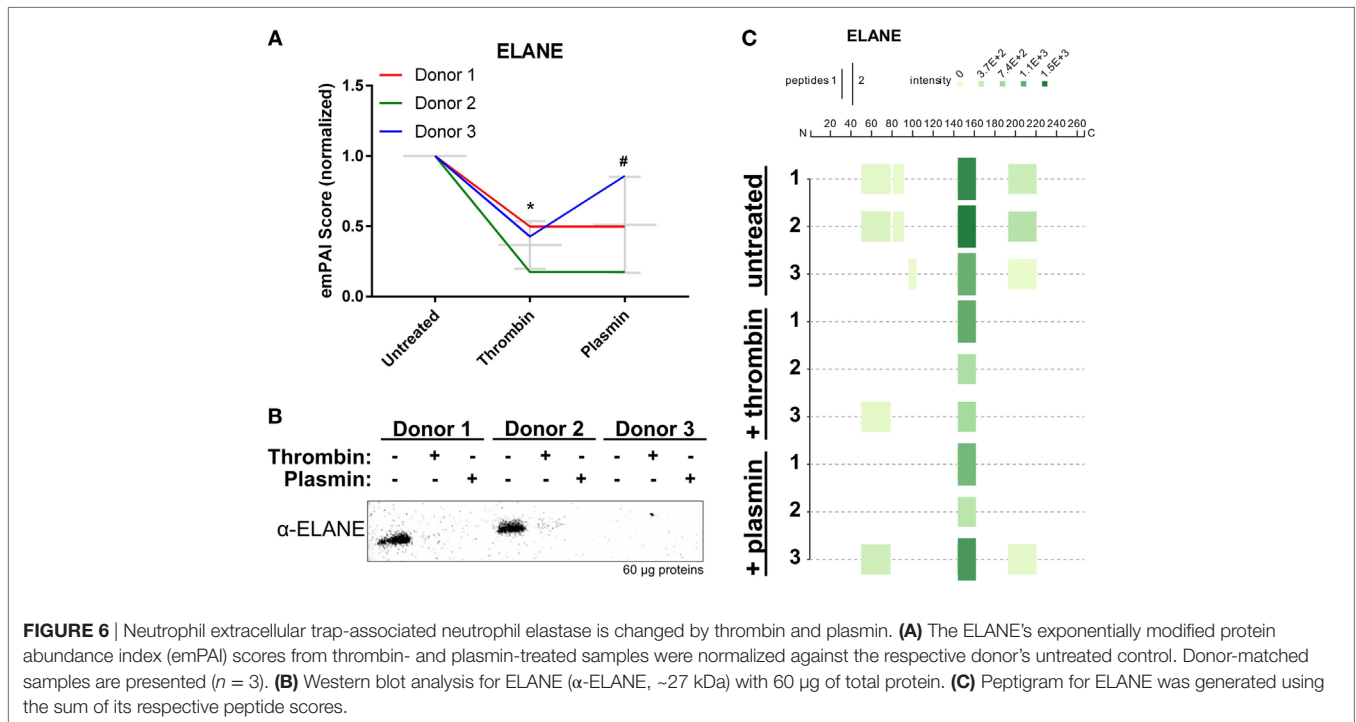 A
ELANE
Donor 1
Donor 2
Donor 3
emPAI Score (normalized)
1.5
1.0
0.5
0.0
*
#
Untreated
Thrombin
Plasmin
B
Donor 1 Donor 2 Donor 3
Thrombin: - + - - + - - + -
Plasmin: - - + - - + - - +
α-ELANE
60 µg proteins
C
ELANE
peptides 1 2
intensity 0 3.7E+2 7.4E+2 1.1E+3 1.5E+3
N 20 40 60 80 100 120 140 160 180 200 220 240 260 C
untreated
1
2
3
+ thrombin
1
2
3
+ plasmin
1
2
3
FIGURE 6 | Neutrophil extracellular trap-associated neutrophil elastase is changed by thrombin and plasmin. (A) The ELANE’s exponentially modified protein
abundance index (emPAI) scores from thrombin- and plasmin-treated samples were normalized against the respective donor’s untreated control. Donor-matched
samples are presented (n = 3). (B) Western blot analysis for ELANE (α-ELANE, ~27 kDa) with 60 µg of total protein. (C) Peptigram for ELANE was generated using
the sum of its respective peptide scores.